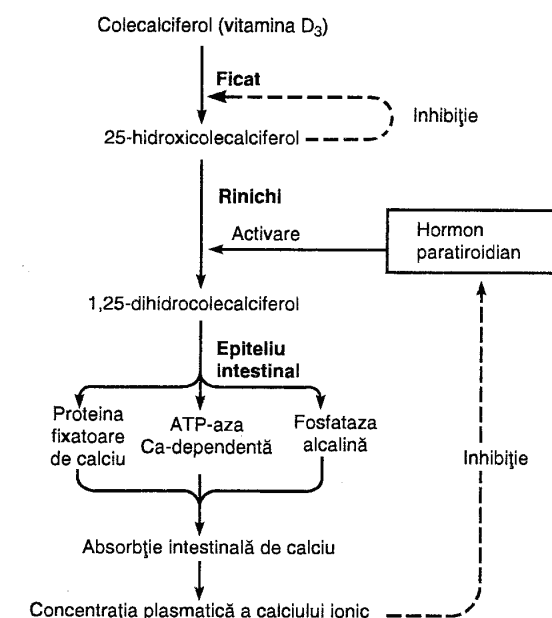 Colecalciferol (vitamina D3)
Ficat
Inhibiţie
25-hidroxicolecalciferol
Rinichi
Activare
Hormon
paratiroidian
1,25-dihidrocolecalciferol
Epiteliu
intestinal
Proteina
fixatoare
de calciu
ATP-aza
Ca-dependentă
Fosfataza
alcalină
Inhibiţie
Absorbţie intestinală de calciu
Concentraţia plasmatică a calciului ionic